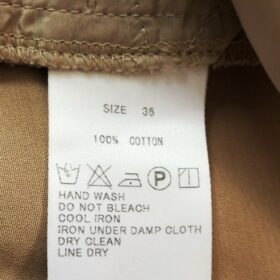 SIZE 36
100% COTTON
P
HAND WASH
DO NOT BLEACH
COOL IRON
IRON UNDER DAMP CLOTH
DRY CLEAN
LINE DRY